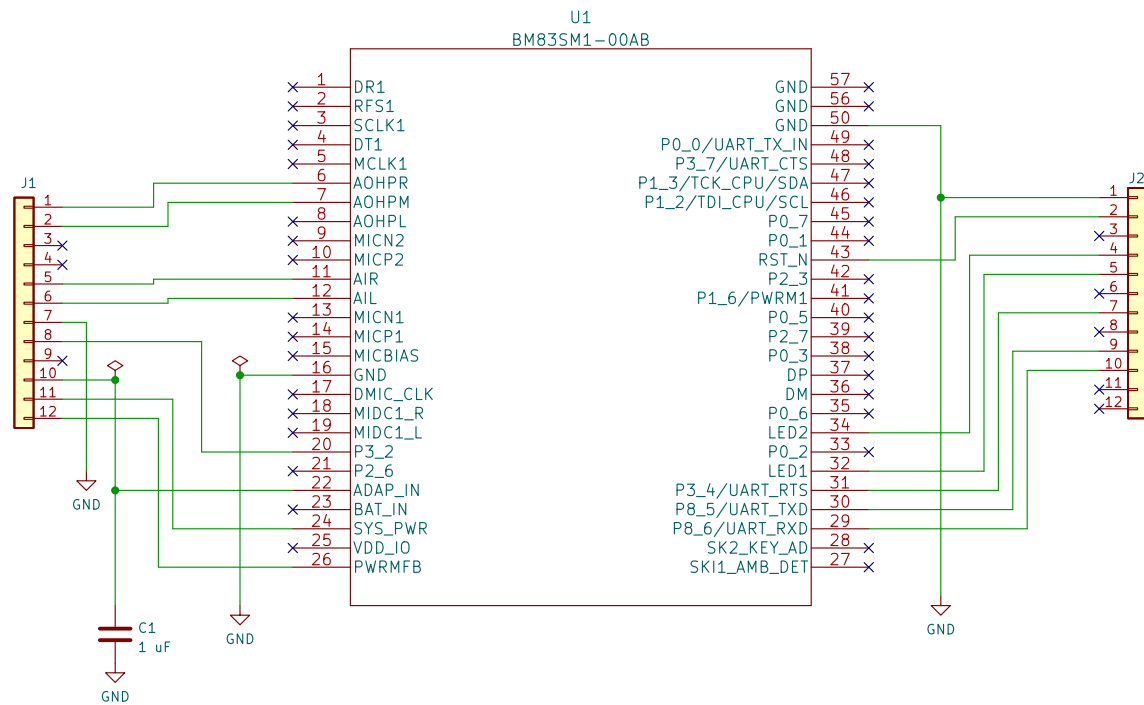 U1
BM83SM1-00AB
1 DR1
2 RFS1
3 SCLK1
4 DT1
5 MCLK1
6 AOHPR
7 AOHPM
8 AOHPL
9 MICN2
10 MICP2
11 AIR
12 AIL
13 MICN1
14 MICP1
15 MICBIAS
16 GND
17 DMIC_CLK
18 MIDC1_R
19 MIDC1_L
20 P3_2
21 P2_6
22 ADAP_IN
23 BAT_IN
24 SYS_PWR
25 VDD_IO
26 PWRMFB
GND 57
GND 56
GND 50
P0_0/UART_TX_IN 49
P3_7/UART_CTS 48
P1_3/TCK_CPU/SDA 47
P1_2/TDI_CPU/SCL 46
P0_7 45
P0_1 44
RST_N 43
P2_3 42
P1_6/PWRM1 41
P0_5 40
P2_7 39
P0_3 38
DP 37
DM 36
P0_6 35
LED2 34
P0_2 33
LED1 32
P3_4/UART_RTS 31
P8_5/UART_TXD 30
P8_6/UART_RXD 29
SK2_KEY_AD 28
SKI1_AMB_DET 27
J1
1
2
3
4
5
6
7
8
9
10
11
12
J2
1
2
3
4
5
6
7
8
9
10
11
12
GND
C1
1 uF
GND
GND
GND